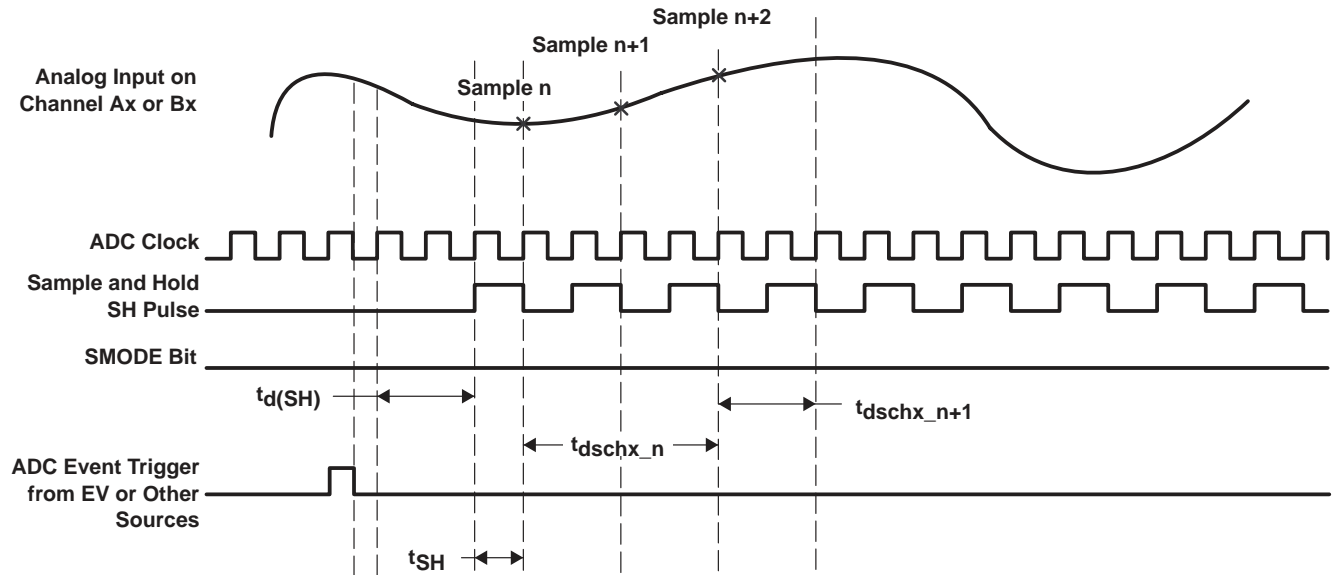 Sample n+2
Sample n+1
Analog Input on
Channel Ax or Bx
Sample n
ADC Clock
Sample and Hold
SH Pulse
SMODE Bit
td(SH)
tdschx_n+1
tdschx_n
ADC Event Trigger
from EV or Other
Sources
tSH